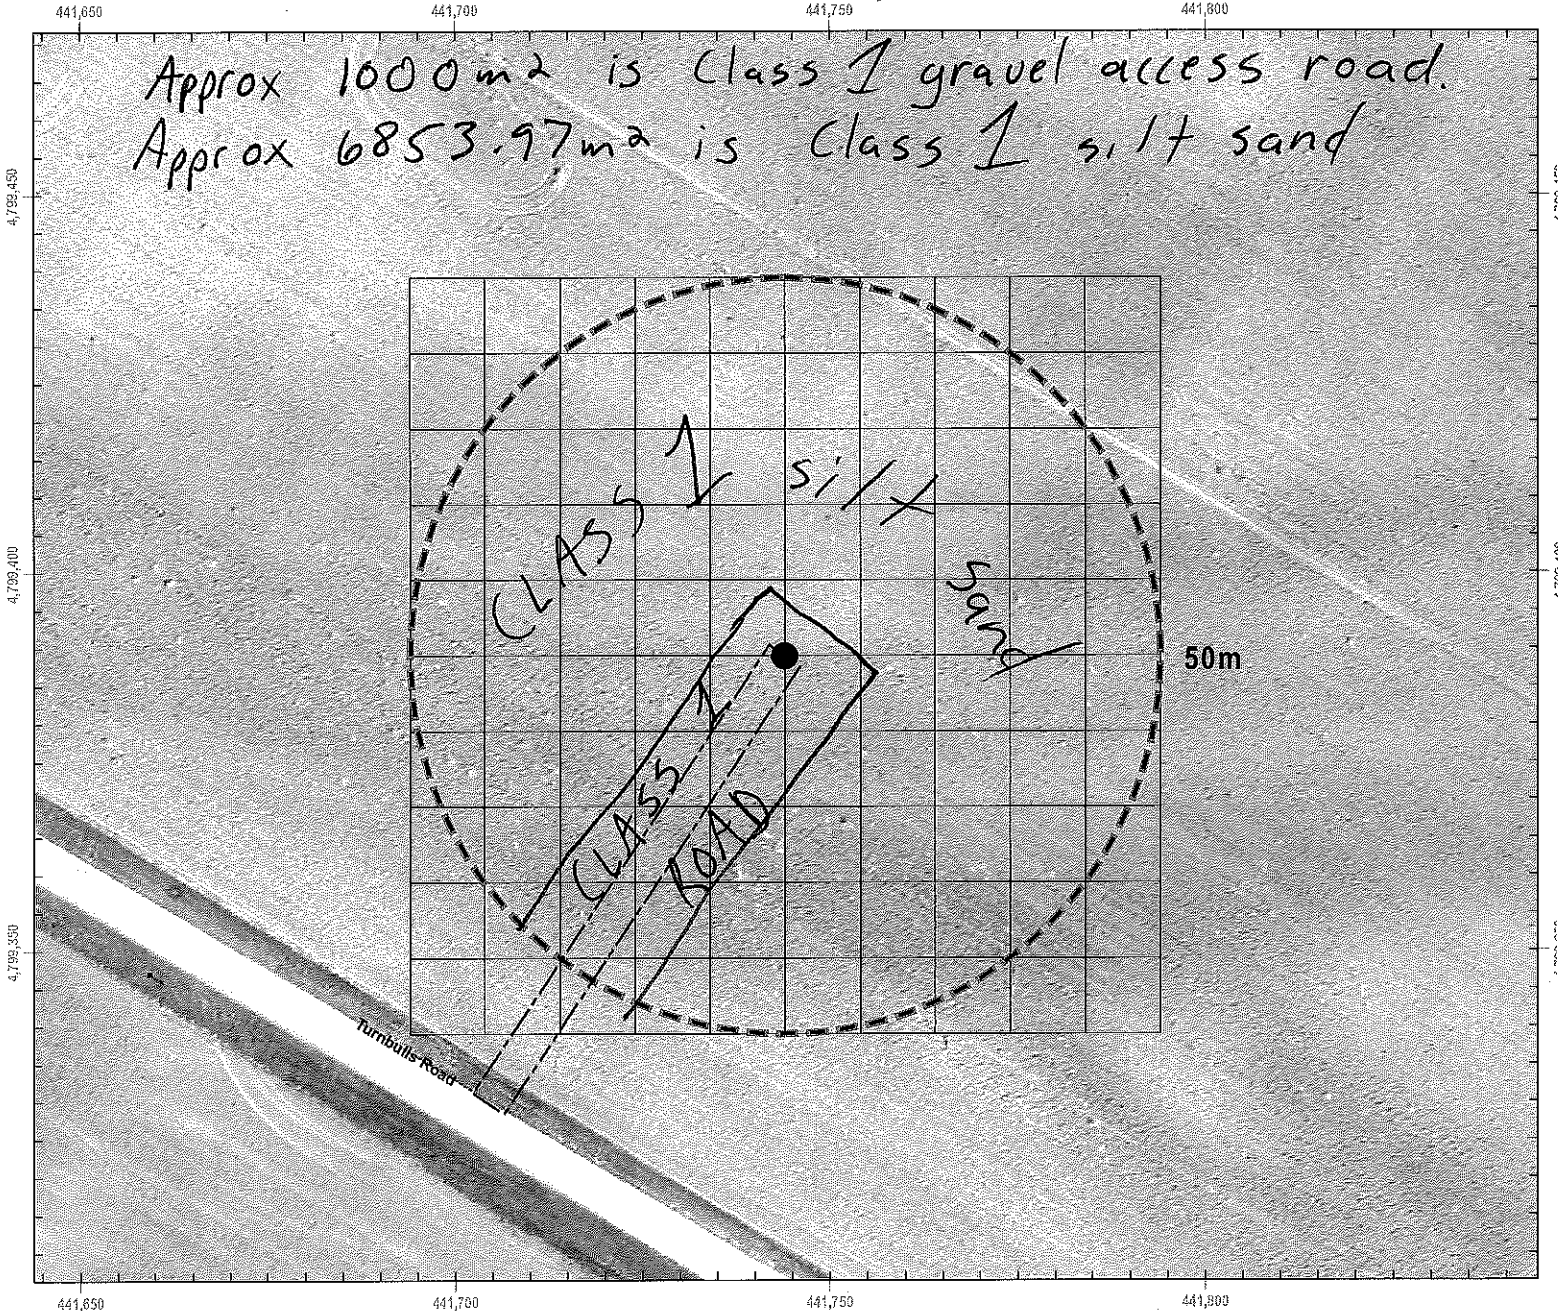 441,650 441,700 441,750 441,800
Approx 1000m² is Class 1 gravel access road.
Approx 6853.97m² is Class 1 silt sand
4,799,450
CLASS 1 silt sand
4,799,400
50m
CLASS 1
ROAD
4,799,350
Turnbulls Road
441,650 441,700 441,750 441,800